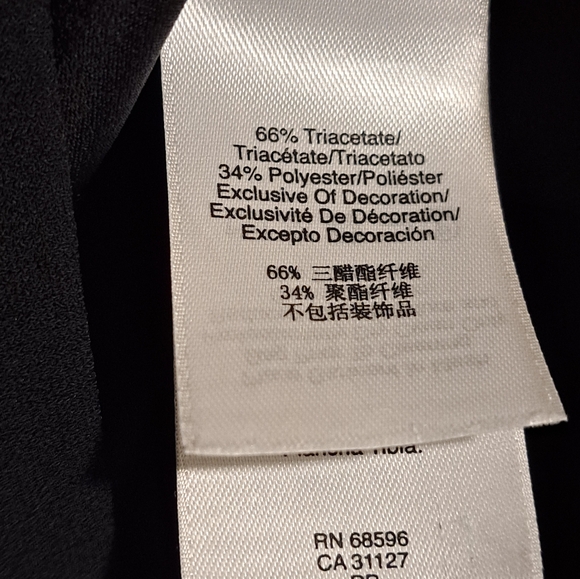 66% Triacetate/
Triacétate/Triacetato
34% Polyester/Poliéster
Exclusive Of Decoration/
Exclusivité De Décoration/
Excepto Decoración
66% 三醋酯纤维
34% 聚酯纤维
不包括装饰品
RN 68596
CA 31127